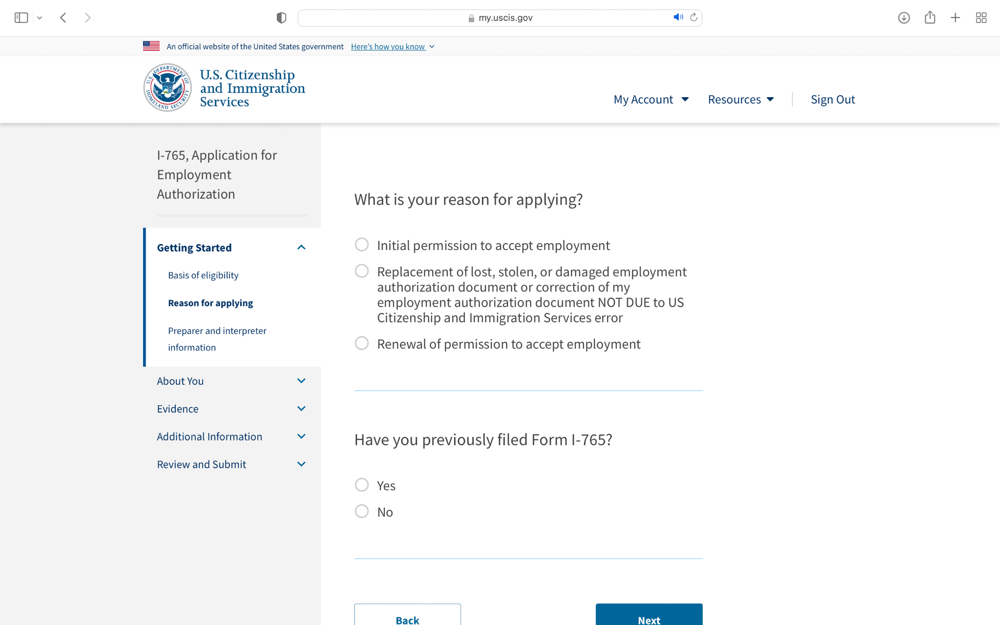 my.uscis.gov
An official website of the United States government Here's how you know
U.S. DEPARTMENT OF HOMELAND SECURITY
U.S. Citizenship
and Immigration
Services
My Account
Resources
Sign Out
I-765, Application for
Employment
Authorization
Getting Started
Basis of eligibility
Reason for applying
Preparer and interpreter
information
About You
Evidence
Additional Information
Review and Submit
What is your reason for applying?
Initial permission to accept employment
Replacement of lost, stolen, or damaged employment
authorization document or correction of my
employment authorization document NOT DUE to US
Citizenship and Immigration Services error
Renewal of permission to accept employment
Have you previously filed Form I-765?
Yes
No
Back
Next